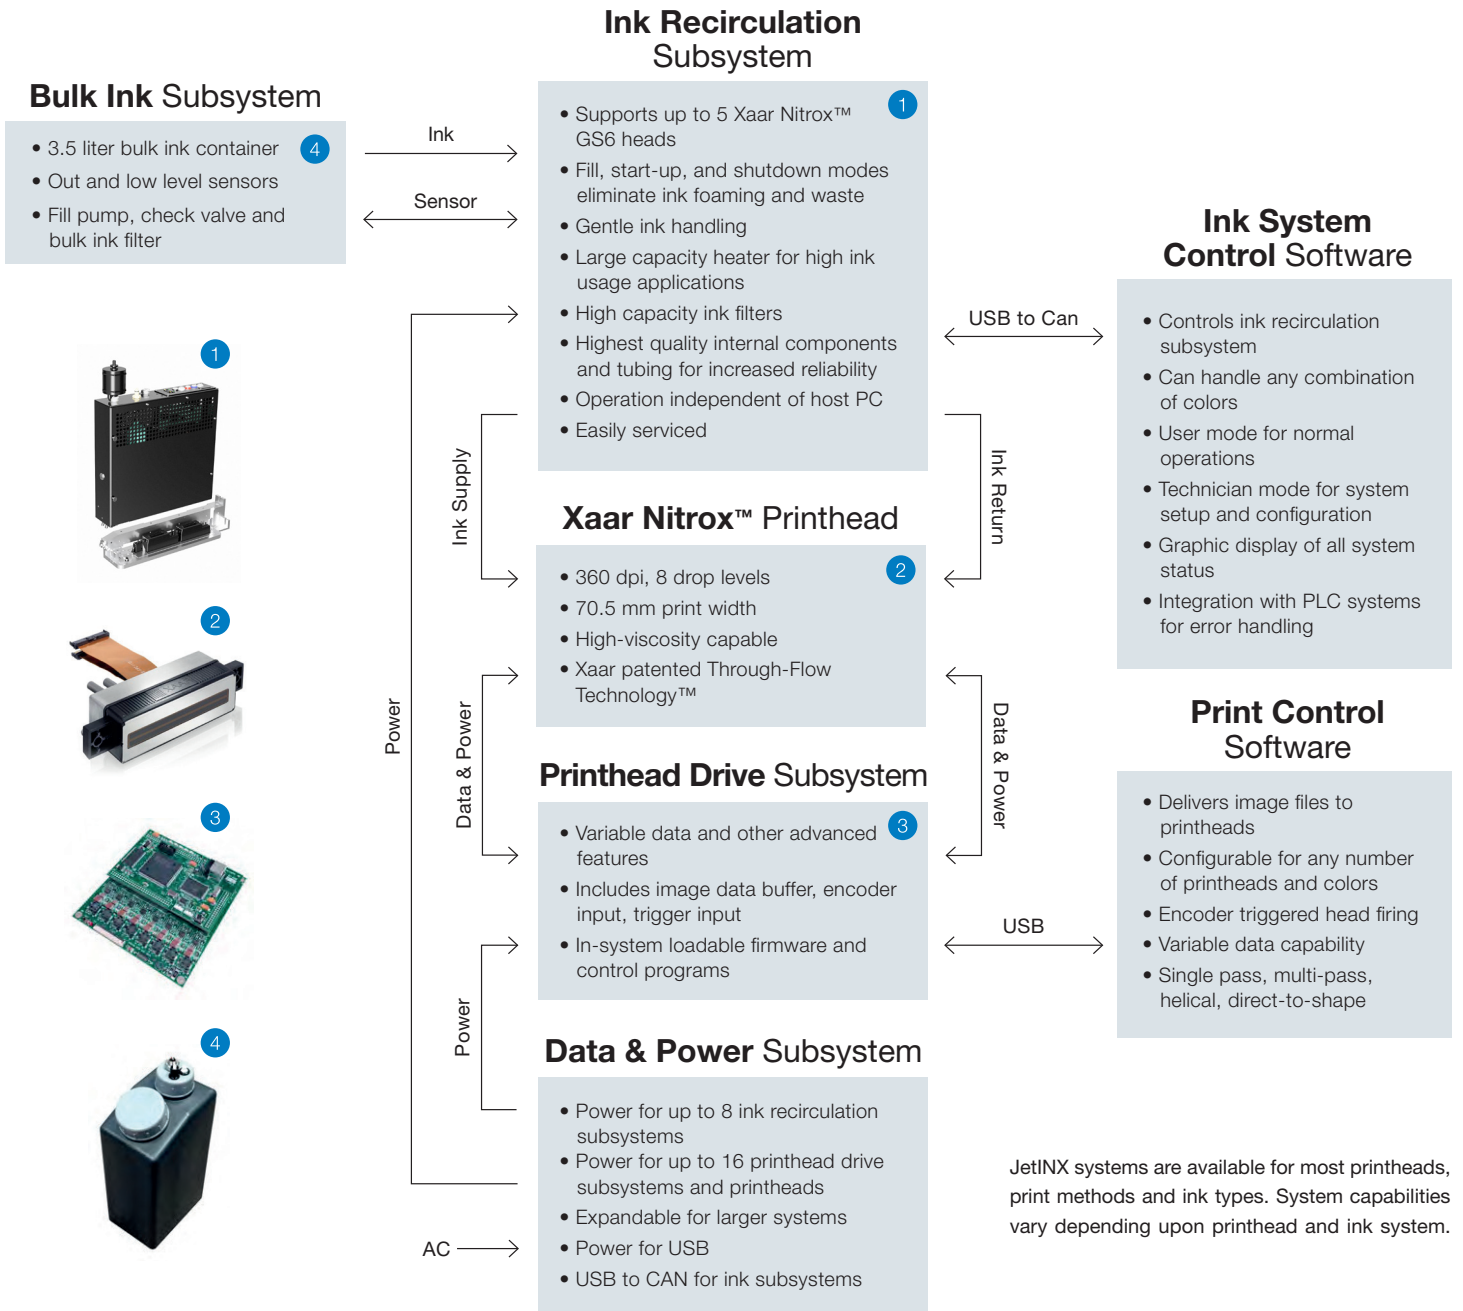 Ink Recirculation
Subsystem
• Supports up to 5 Xaar Nitrox™
GS6 heads
• Fill, start-up, and shutdown modes
eliminate ink foaming and waste
• Gentle ink handling
• Large capacity heater for high ink
usage applications
• High capacity ink filters
• Highest quality internal components
and tubing for increased reliability
• Operation independent of host PC
• Easily serviced
1
Bulk Ink Subsystem
• 3.5 liter bulk ink container
• Out and low level sensors
• Fill pump, check valve and
bulk ink filter
4
Ink
Sensor
Ink System
Control Software
• Controls ink recirculation
subsystem
• Can handle any combination
of colors
• User mode for normal
operations
• Technician mode for system
setup and configuration
• Graphic display of all system
status
• Integration with PLC systems
for error handling
USB to Can
Ink Supply
Ink Return
Xaar Nitrox™ Printhead
• 360 dpi, 8 drop levels
• 70.5 mm print width
• High-viscosity capable
• Xaar patented Through-Flow
Technology™
2
Power
Data & Power
Data & Power
Printhead Drive Subsystem
• Variable data and other advanced
features
• Includes image data buffer, encoder
input, trigger input
• In-system loadable firmware and
control programs
3
USB
Print Control
Software
• Delivers image files to
printheads
• Configurable for any number
of printheads and colors
• Encoder triggered head firing
• Variable data capability
• Single pass, multi-pass,
helical, direct-to-shape
Power
Data & Power Subsystem
• Power for up to 8 ink recirculation
subsystems
• Power for up to 16 printhead drive
subsystems and printheads
• Expandable for larger systems
• Power for USB
• USB to CAN for ink subsystems
AC
1
2
3
4
JetINX systems are available for most printheads,
print methods and ink types. System capabilities
vary depending upon printhead and ink system.